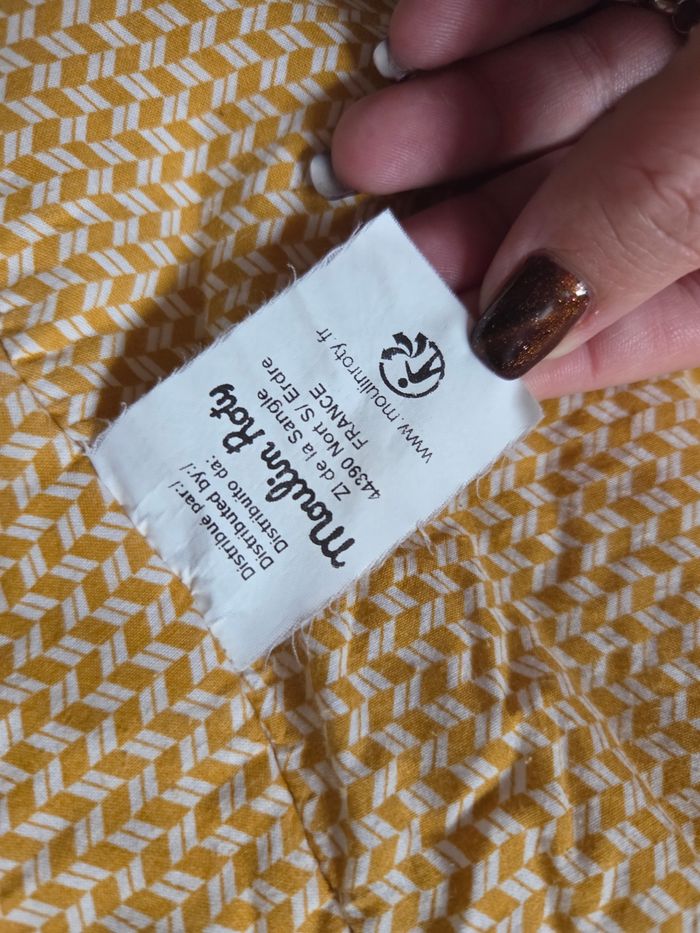 Distribué par:/
Distributed by:/
Distribuito da:
Moulin Roty
ZI de la Sangle
44390 Nort S/ Erdre
FRANCE
www.moulinroty.fr